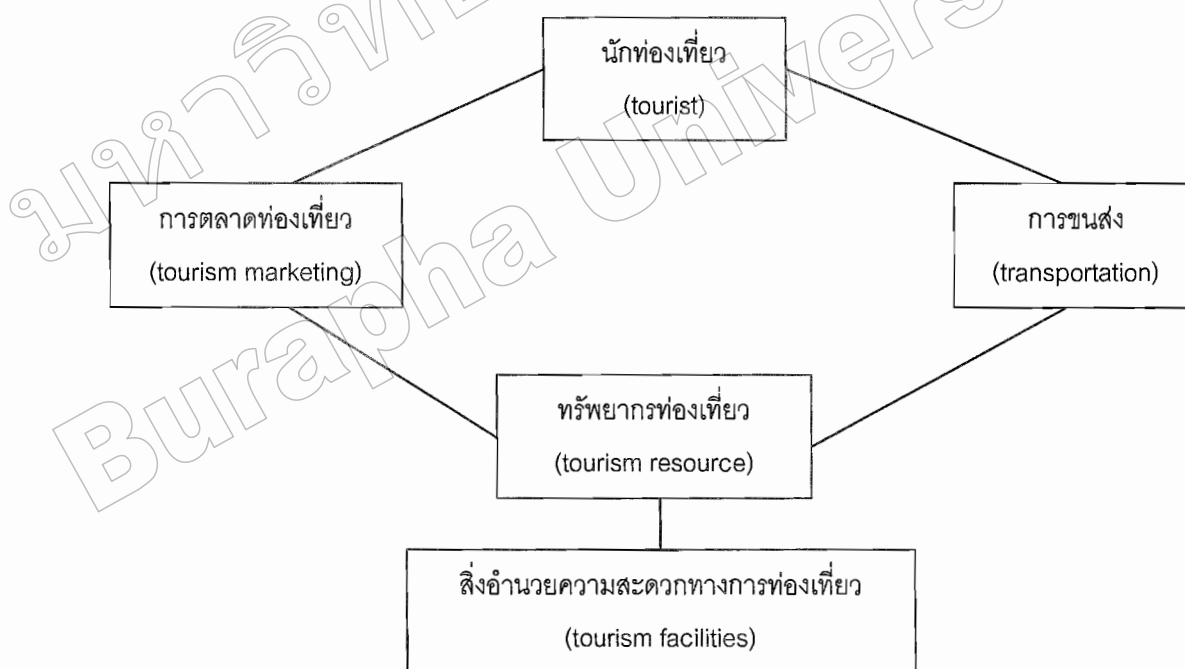 นักท่องเที่ยว
(tourist)
การตลาดท่องเที่ยว
(tourism marketing)
การขนส่ง
(transportation)
ทรัพยากรท่องเที่ยว
(tourism resource)
สิ่งอำนวยความสะดวกทางการท่องเที่ยว
(tourism facilities)
Burapha Univers